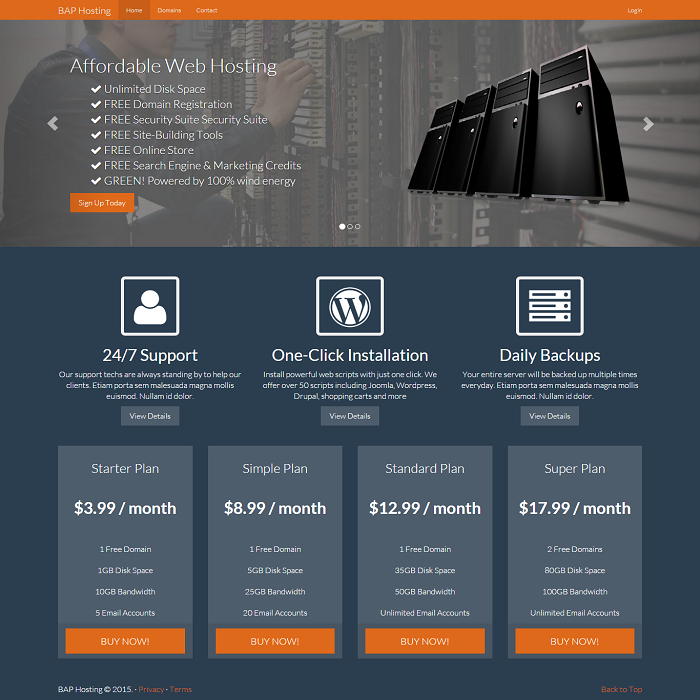 BAP Hosting Home Domains Contact Login
Affordable Web Hosting
Unlimited Disk Space
FREE Domain Registration
FREE Security Suite Security Suite
FREE Site-Building Tools
FREE Online Store
FREE Search Engine & Marketing Credits
GREEN! Powered by 100% wind energy
Sign Up Today
24/7 Support
Our support techs are always standing by to help our
clients. Etiam porta sem malesuada magna mollis
euismod. Nullam id dolor.
View Details
One-Click Installation
Install powerful web scripts with just one click. We
offer over 50 scripts including Joomla, Wordpress,
Drupal, shopping carts and more
View Details
Daily Backups
Your entire server will be backed up multiple times
everyday. Etiam porta sem malesuada magna mollis
euismod. Nullam id dolor.
View Details
Starter Plan
$3.99 / month
1 Free Domain
1GB Disk Space
10GB Bandwidth
5 Email Accounts
BUY NOW!
Simple Plan
$8.99 / month
1 Free Domain
5GB Disk Space
25GB Bandwidth
20 Email Accounts
BUY NOW!
Standard Plan
$12.99 / month
1 Free Domain
35GB Disk Space
50GB Bandwidth
Unlimited Email Accounts
BUY NOW!
Super Plan
$17.99 / month
2 Free Domains
80GB Disk Space
100GB Bandwidth
Unlimited Email Accounts
BUY NOW!
BAP Hosting © 2015. · Privacy · Terms Back to Top